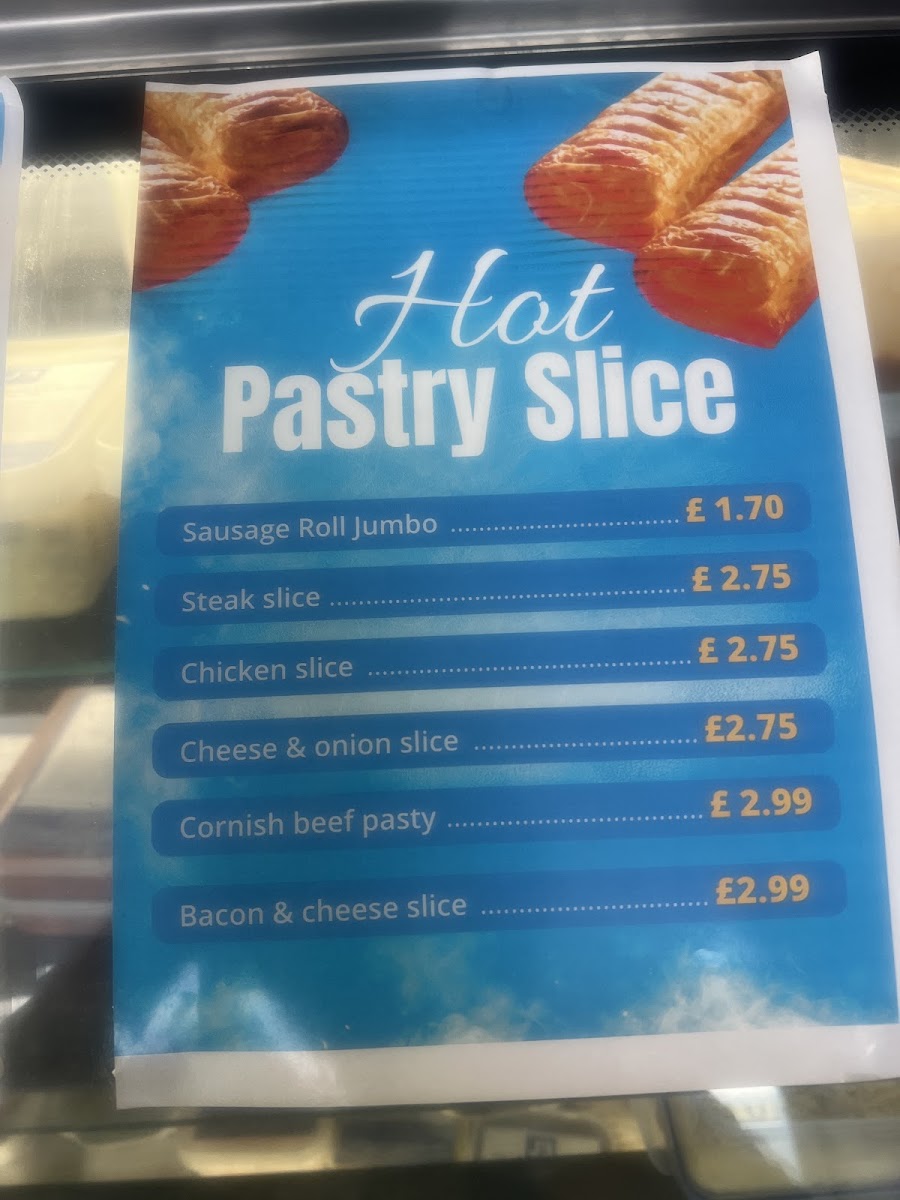 Hot
Pastry Slice
Sausage Roll Jumbo ................................ £ 1.70
Steak slice .................................................. £ 2.75
Chicken slice .............................................. £ 2.75
Cheese & onion slice ................................ £2.75
Cornish beef pasty .................................... £ 2.99
Bacon & cheese slice ................................ £2.99